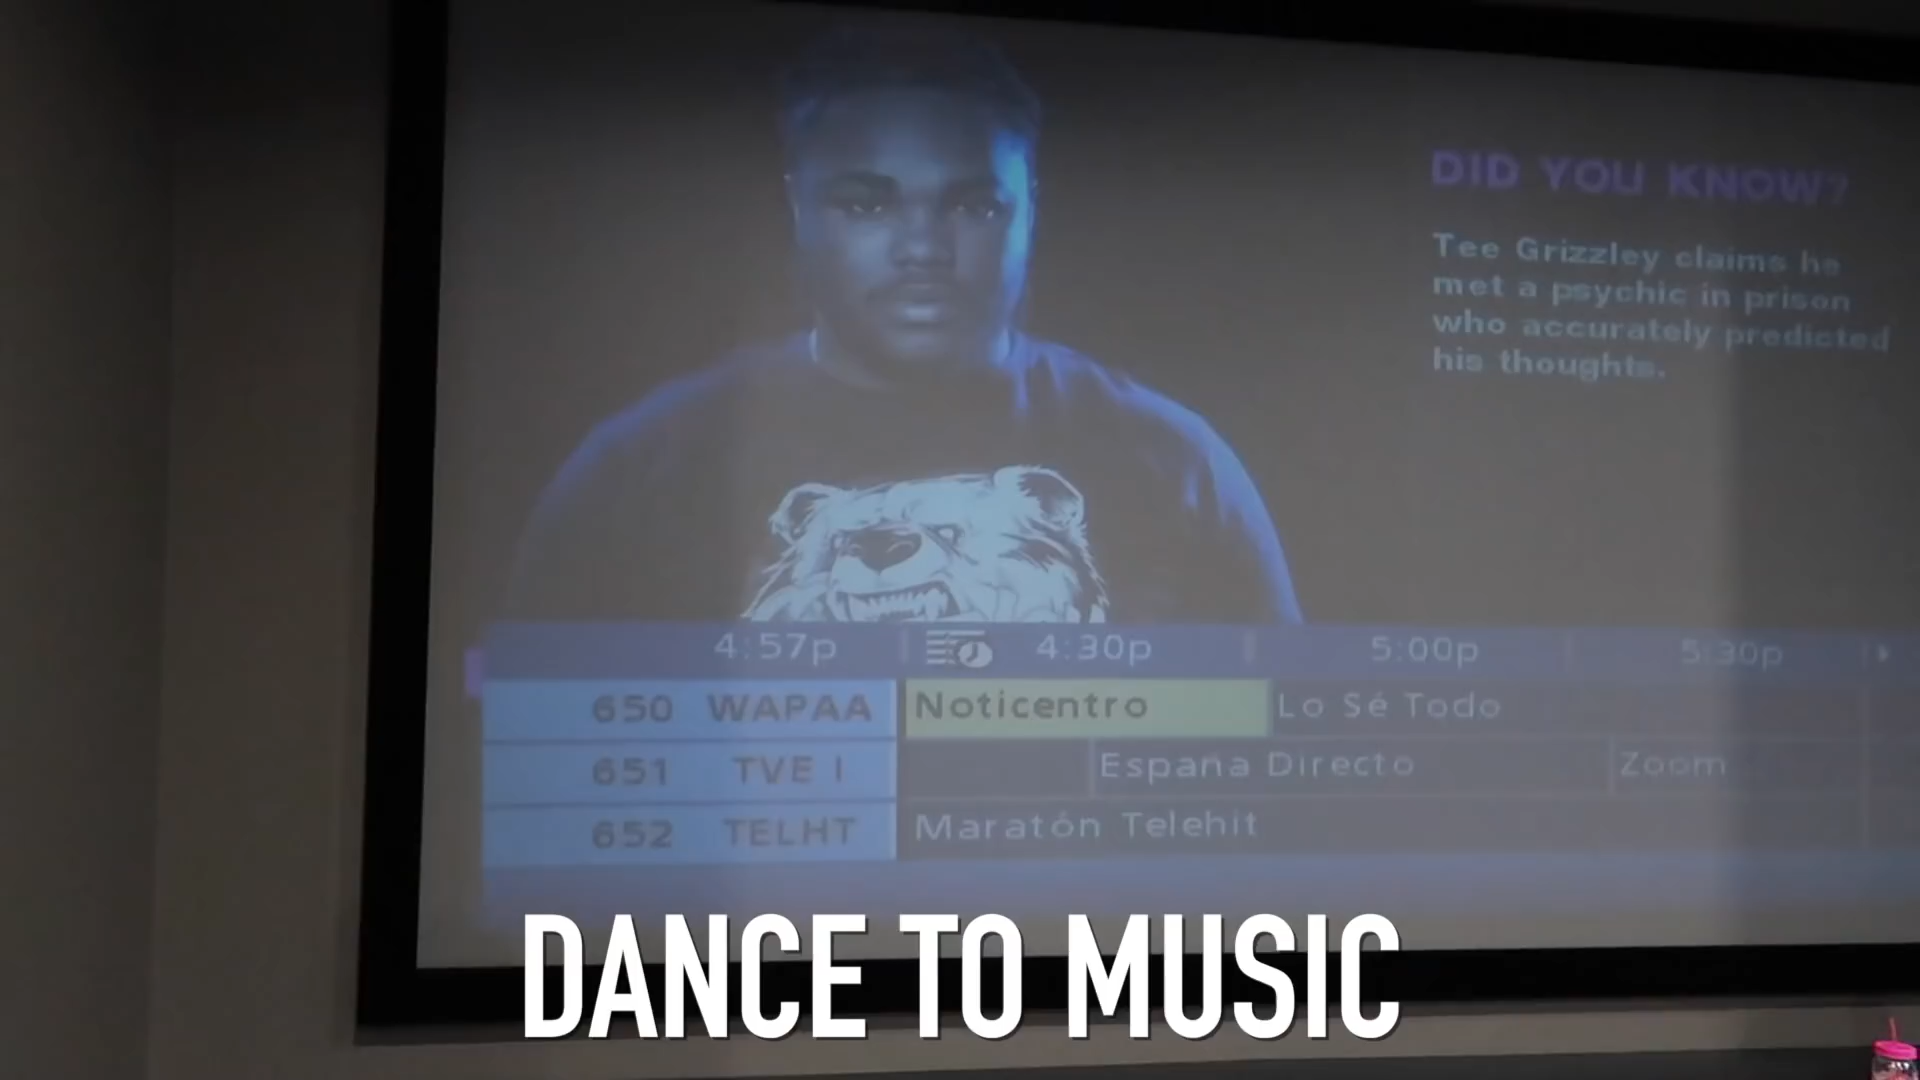 DID YOU KNOW?
Tee Grizzley claims he
met a psychic in prison
who accurately predicted
his thoughts.
4:57p 4:30p 5:00p 5:30p
650 WAPAA Noticentro Lo Sé Todo
651 TVE I España Directo Zoom
652 TELHT Maratón Telehit
DANCE TO MUSIC